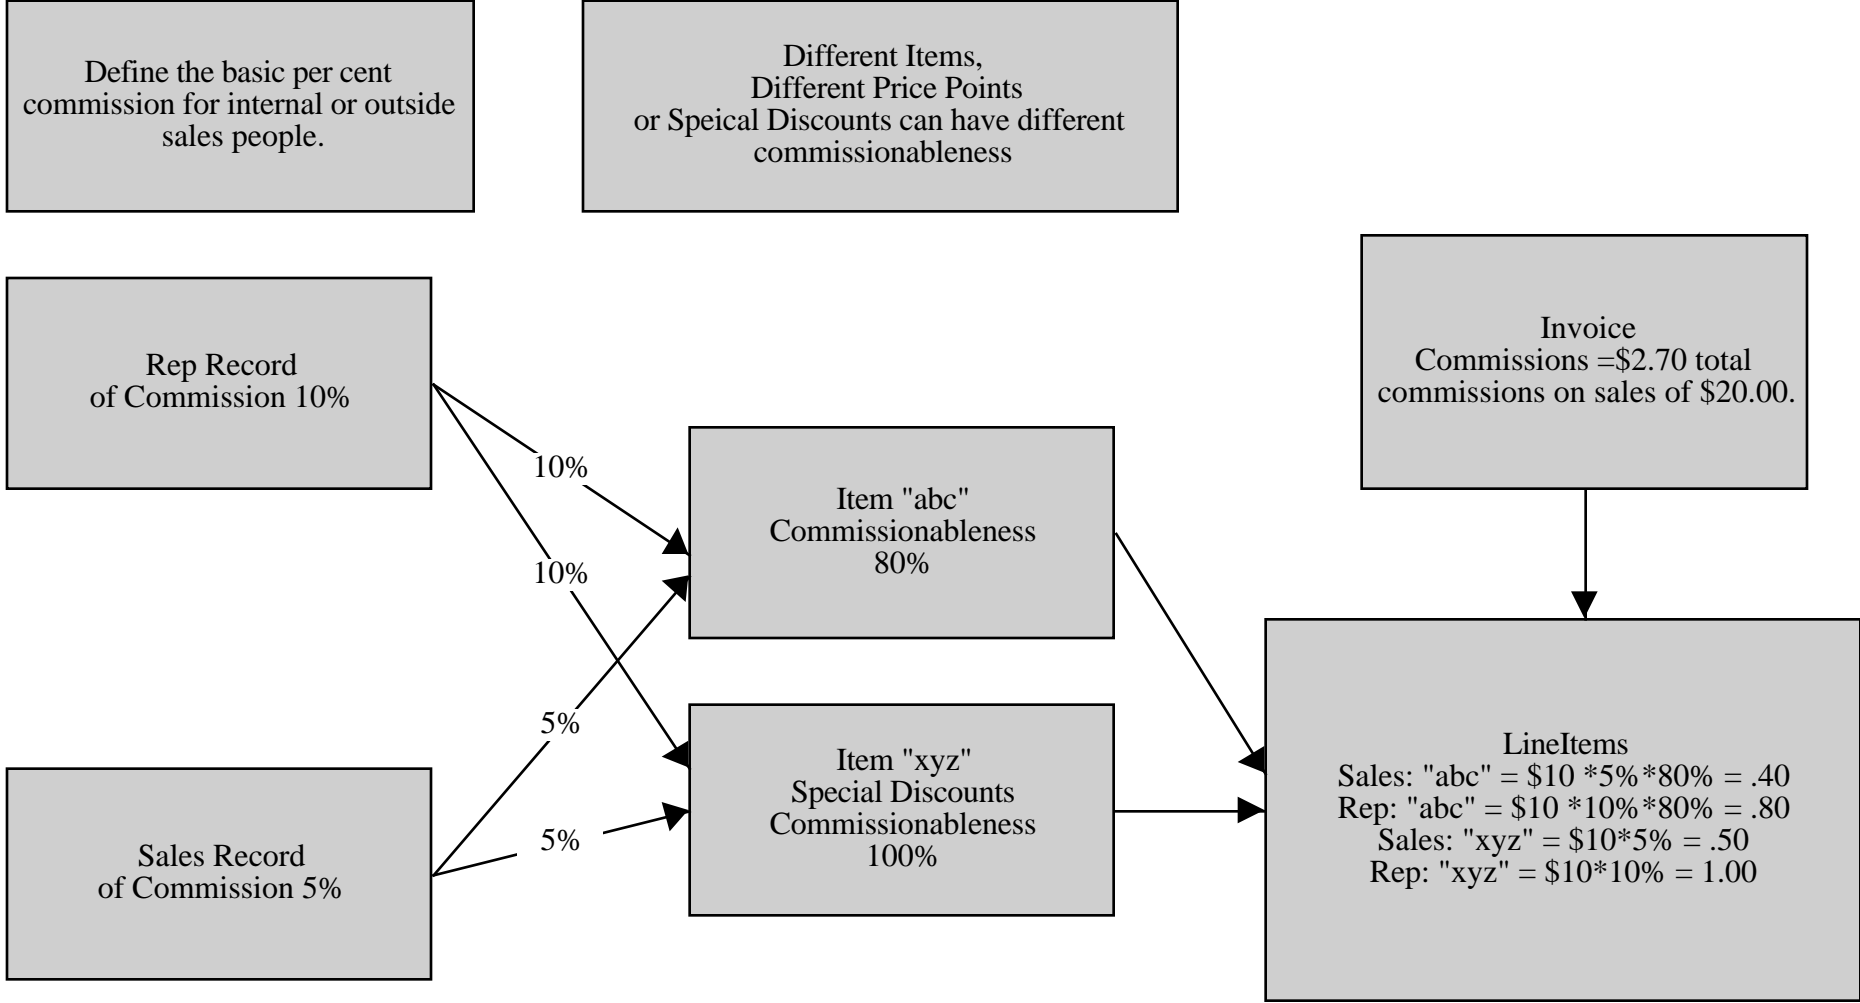 Define the basic per cent
commission for internal or outside
sales people.
Different Items,
Different Price Points
or Speical Discounts can have different
commissionableness
Rep Record
of Commission 10%
Invoice
Commissions =$2.70 total
commissions on sales of $20.00.
10%
10%
Item "abc"
Commissionableness
80%
5%
5%
Item "xyz"
Special Discounts
Commissionableness
100%
Sales Record
of Commission 5%
LineItems
Sales: "abc" = $10 *5%*80% = .40
Rep: "abc" = $10 *10%*80% = .80
Sales: "xyz" = $10*5% = .50
Rep: "xyz" = $10*10% = 1.00